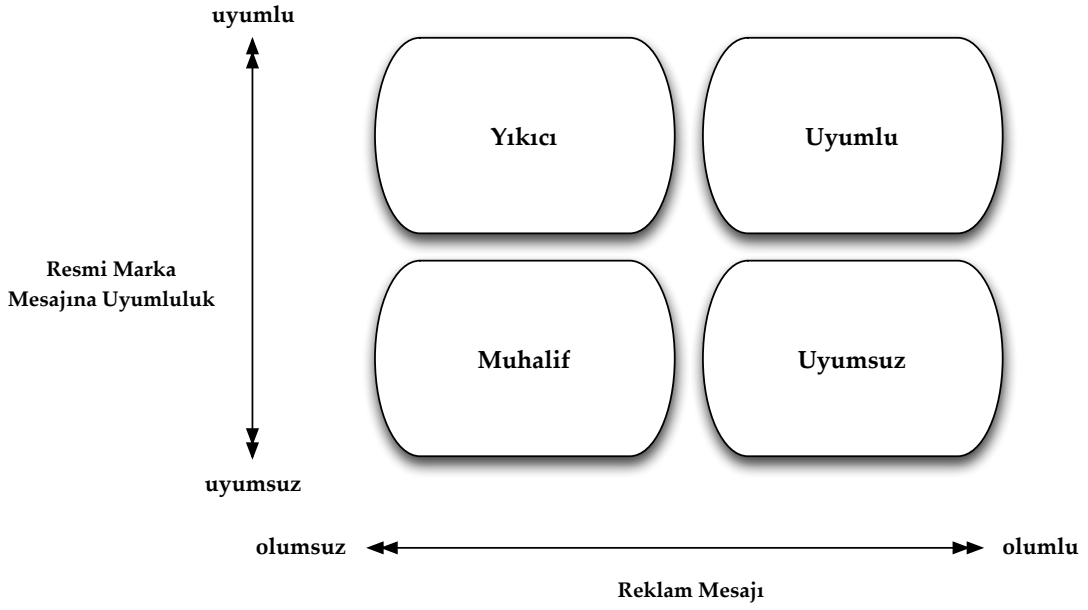 uyumlu
Yıkıcı
Uyumlu
Resmi Marka
Mesajına Uyumluluk
Muhalif
Uyumsuz
uyumsuz
olumsuz
olumlu
Reklam Mesajı